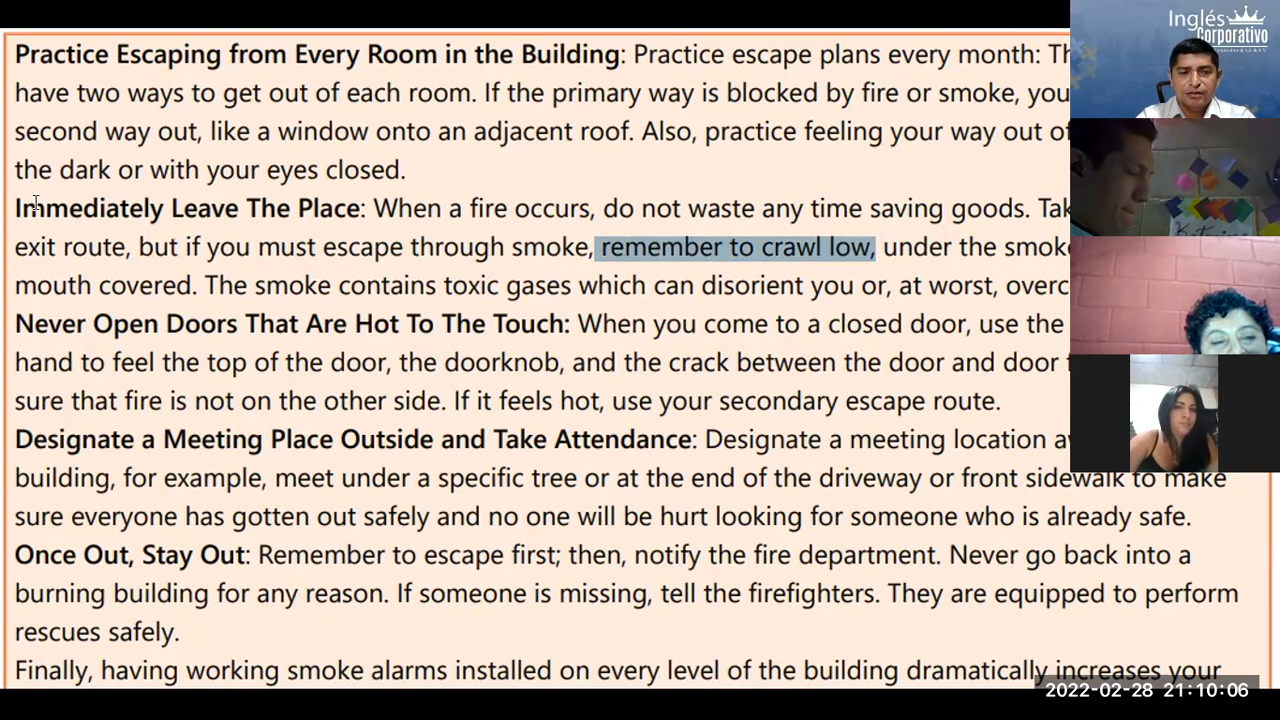 Practice Escaping from Every Room in the Building: Practice escape plans every month: Th
have two ways to get out of each room. If the primary way is blocked by fire or smoke, you
second way out, like a window onto an adjacent roof. Also, practice feeling your way out of
the dark or with your eyes closed.
Immediately Leave The Place: When a fire occurs, do not waste any time saving goods. Tak
exit route, but if you must escape through smoke, remember to crawl low, under the smoke
mouth covered. The smoke contains toxic gases which can disorient you or, at worst, overc
Never Open Doors That Are Hot To The Touch: When you come to a closed door, use the
hand to feel the top of the door, the doorknob, and the crack between the door and door f
sure that fire is not on the other side. If it feels hot, use your secondary escape route.
Designate a Meeting Place Outside and Take Attendance: Designate a meeting location aw
building, for example, meet under a specific tree or at the end of the driveway or front sidewalk to make
sure everyone has gotten out safely and no one will be hurt looking for someone who is already safe.
Once Out, Stay Out: Remember to escape first; then, notify the fire department. Never go back into a
burning building for any reason. If someone is missing, tell the firefighters. They are equipped to perform
rescues safely.
Finally, having working smoke alarms installed on every level of the building dramatically increases your
Inglés
Corporativo
2022-02-28 21:10:06